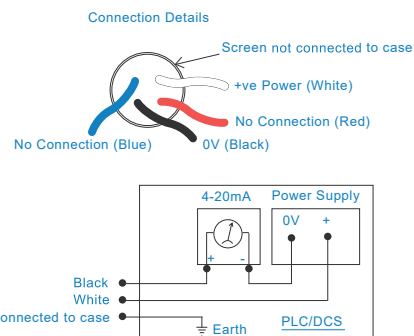 Connection Details
Screen not connected to case
+ve Power (White)
No Connection (Red)
No Connection (Blue)
0V (Black)
4-20mA
Power Supply
0V +
+ -
Black
White
onnected to case
Earth
PLC/DCS